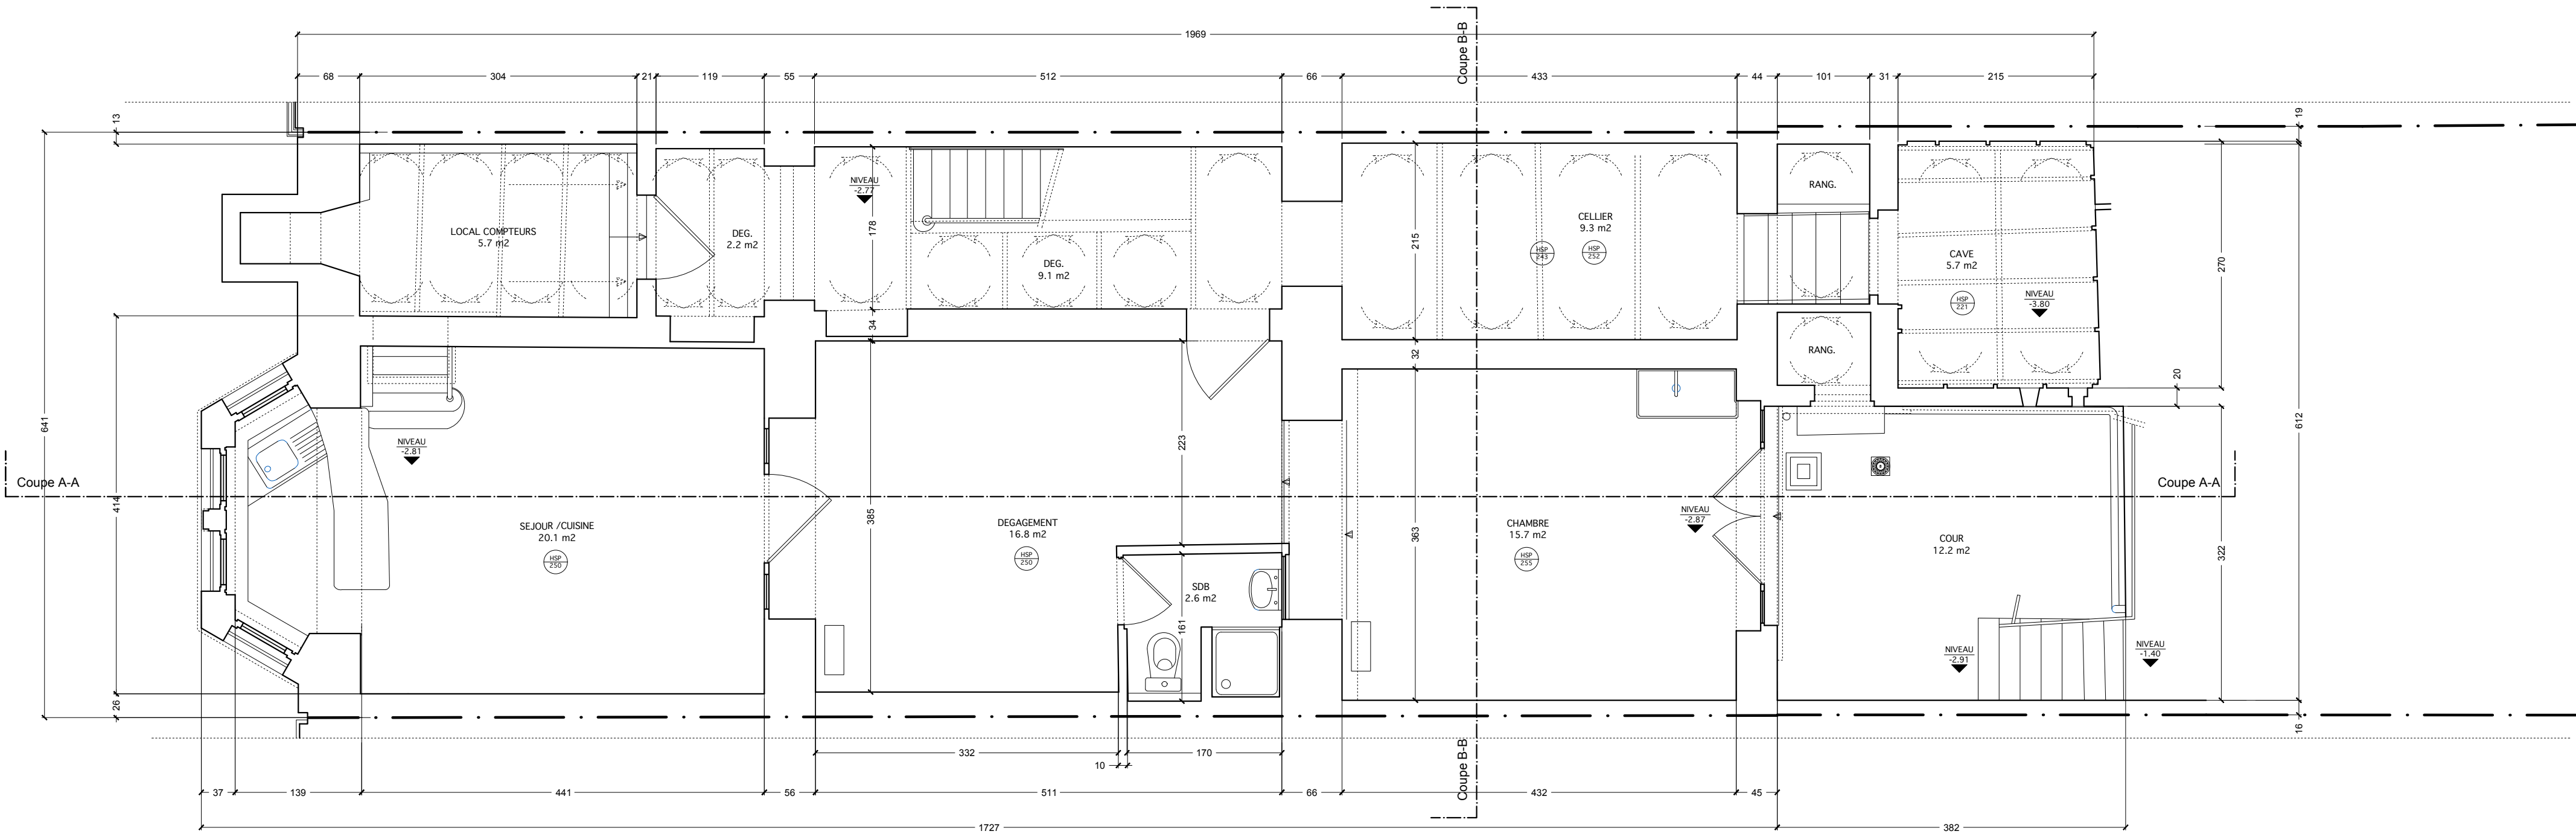 Coupe B-B
1969
68
304
21
119
55
512
66
433
44
101
31
215
13
19
641
414
26
LOCAL COMPTEURS
5.7 m2
DEG.
2.2 m2
NIVEAU
-2.77
178
34
DEG.
9.1 m2
215
32
CELLIER
9.3 m2
HSP
243
HSP
252
RANG.
RANG.
CAVE
5.7 m2
HSP
221
NIVEAU
-3.80
270
20
612
322
16
Coupe A-A
NIVEAU
-2.81
SEJOUR /CUISINE
20.1 m2
HSP
250
385
DEGAGEMENT
16.8 m2
HSP
250
223
SDB
2.6 m2
161
363
CHAMBRE
15.7 m2
HSP
255
NIVEAU
-2.87
COUR
12.2 m2
Coupe A-A
NIVEAU
-2.91
NIVEAU
-1.40
332
170
10
Coupe B-B
37
139
441
56
511
66
432
45
1727
382